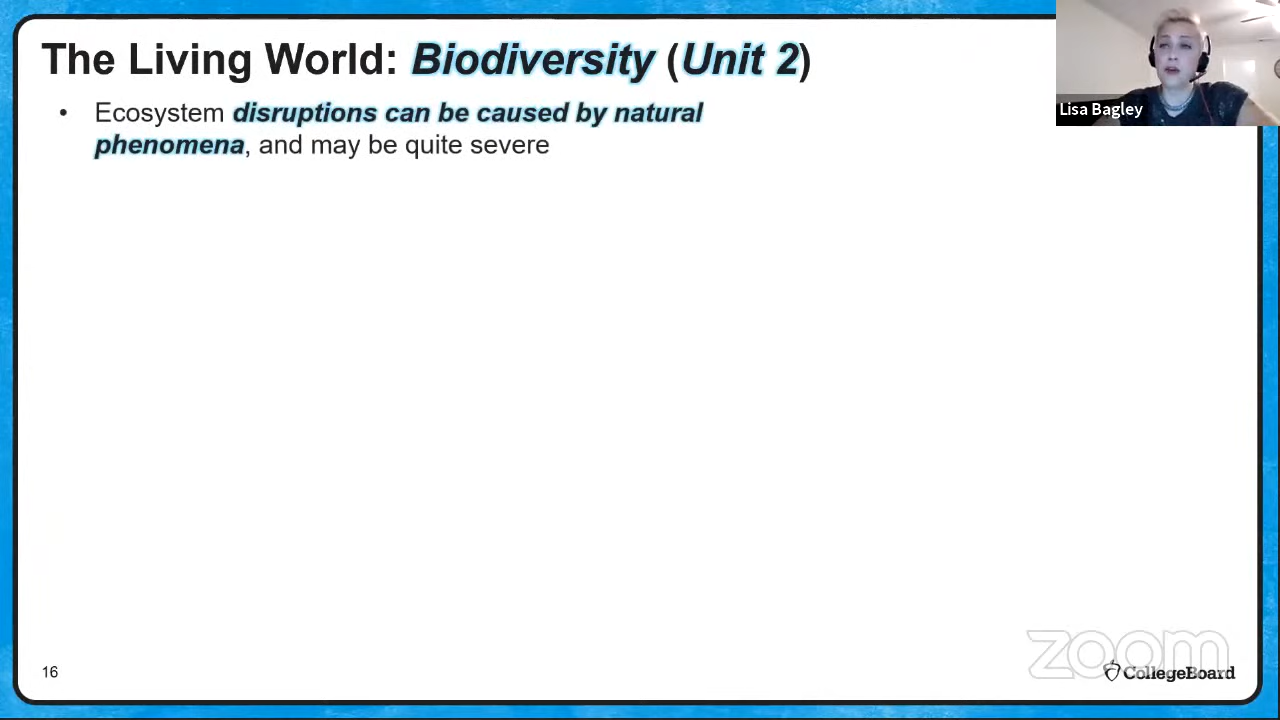 The Living World: Biodiversity (Unit 2)
Lisa Bagley
• Ecosystem disruptions can be caused by natural
phenomena, and may be quite severe
16
zoom
CollegeBoard